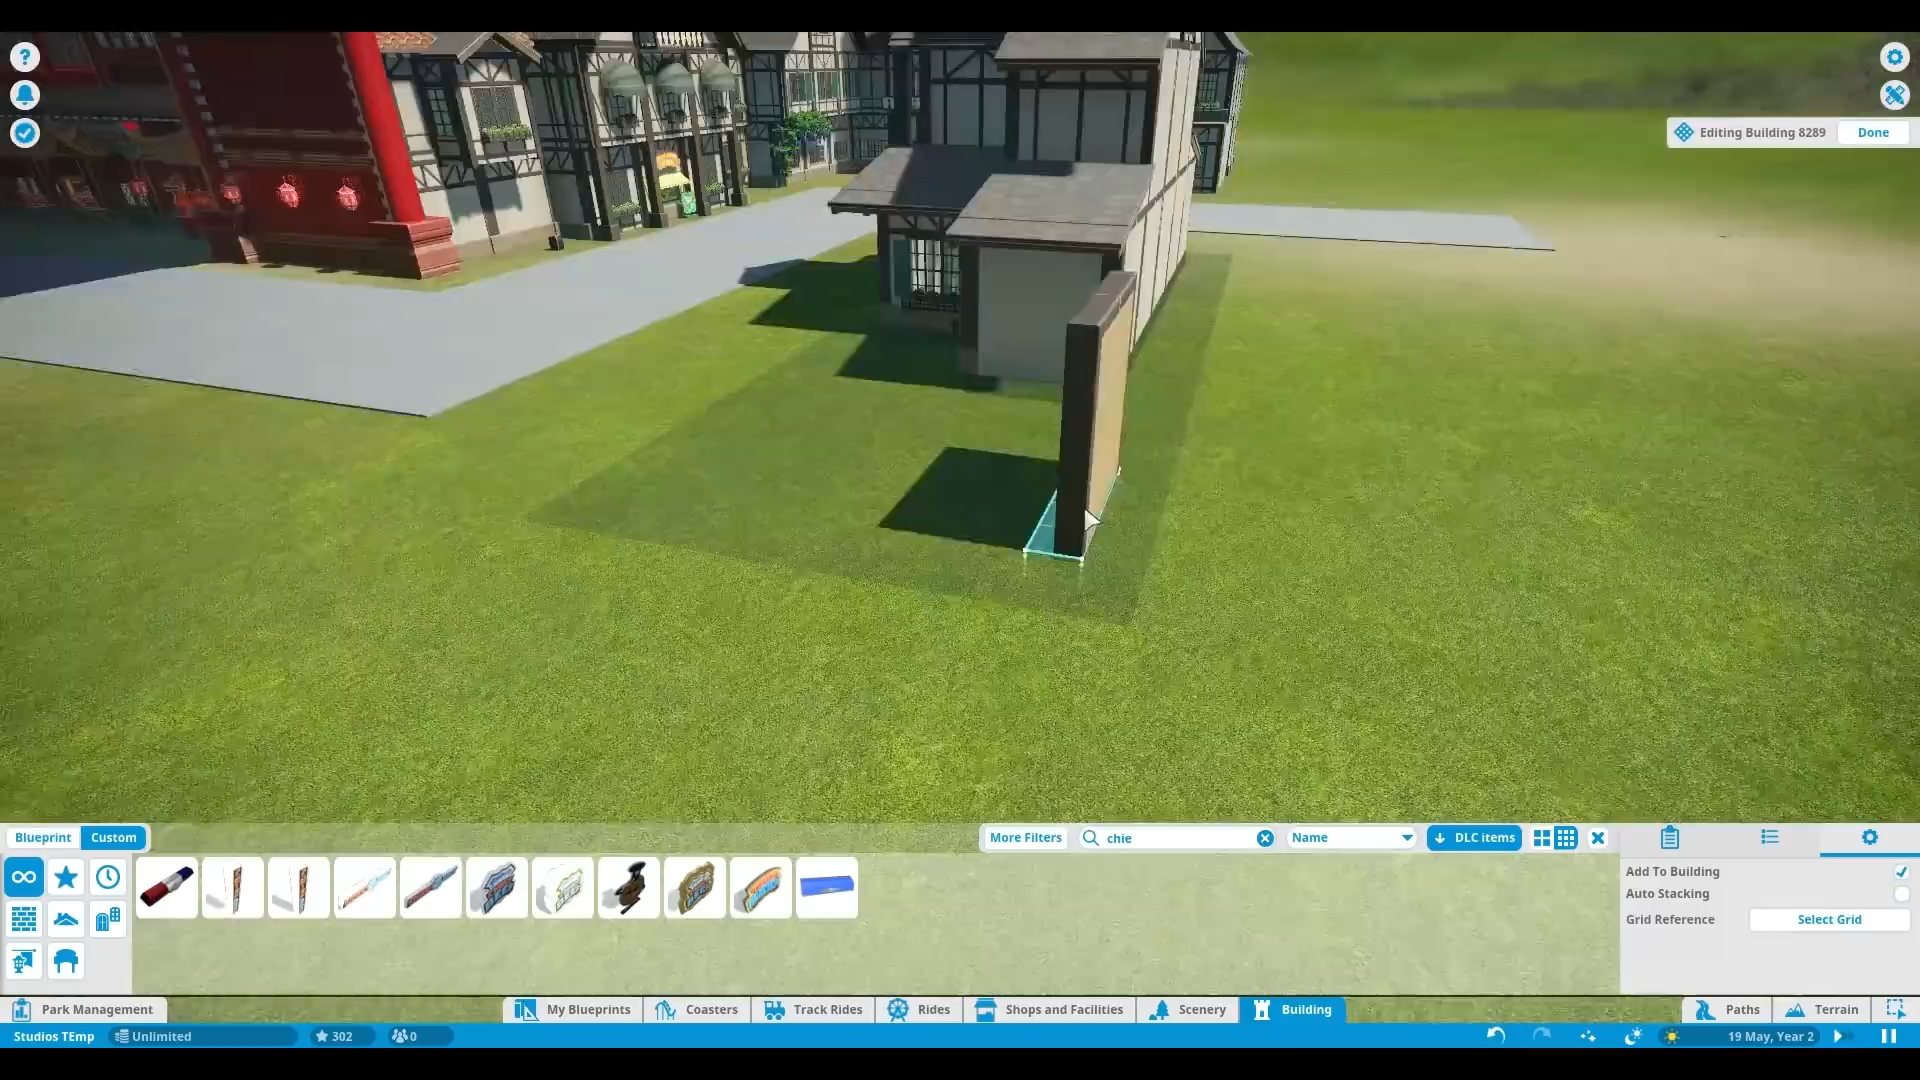 ?
Editing Building 8289
Done
Blueprint
Custom
More Filters
chie
Name
DLC items
Add To Building
Auto Stacking
Grid Reference
Select Grid
Park Management
My Blueprints
Coasters
Track Rides
Rides
Shops and Facilities
Scenery
Building
Paths
Terrain
Studios TEmp
Unlimited
302
0
19 May, Year 2